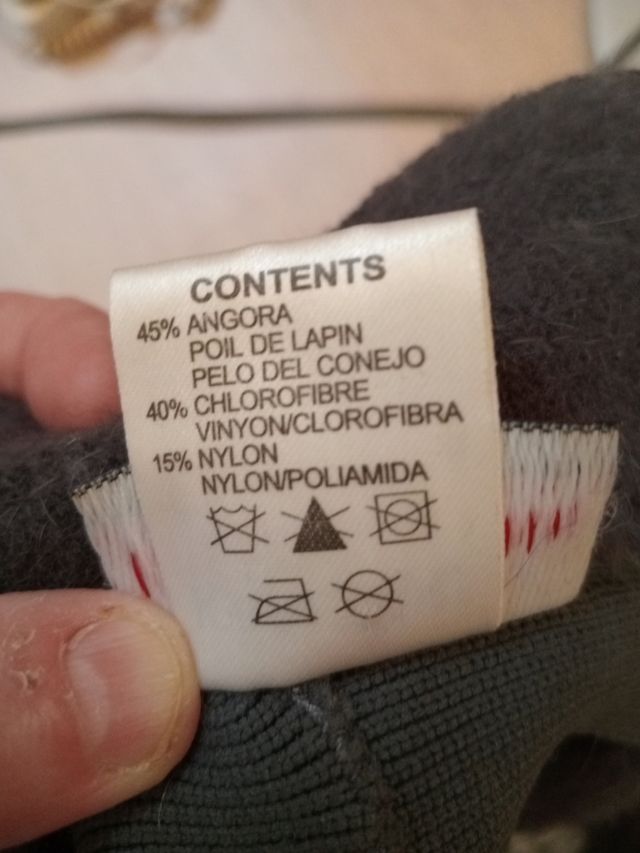 CONTENTS
45% ANGORA
POIL DE LAPIN
PELO DEL CONEJO
40% CHLOROFIBRE
VINYON/CLOROFIBRA
15% NYLON
NYLON/POLIAMIDA